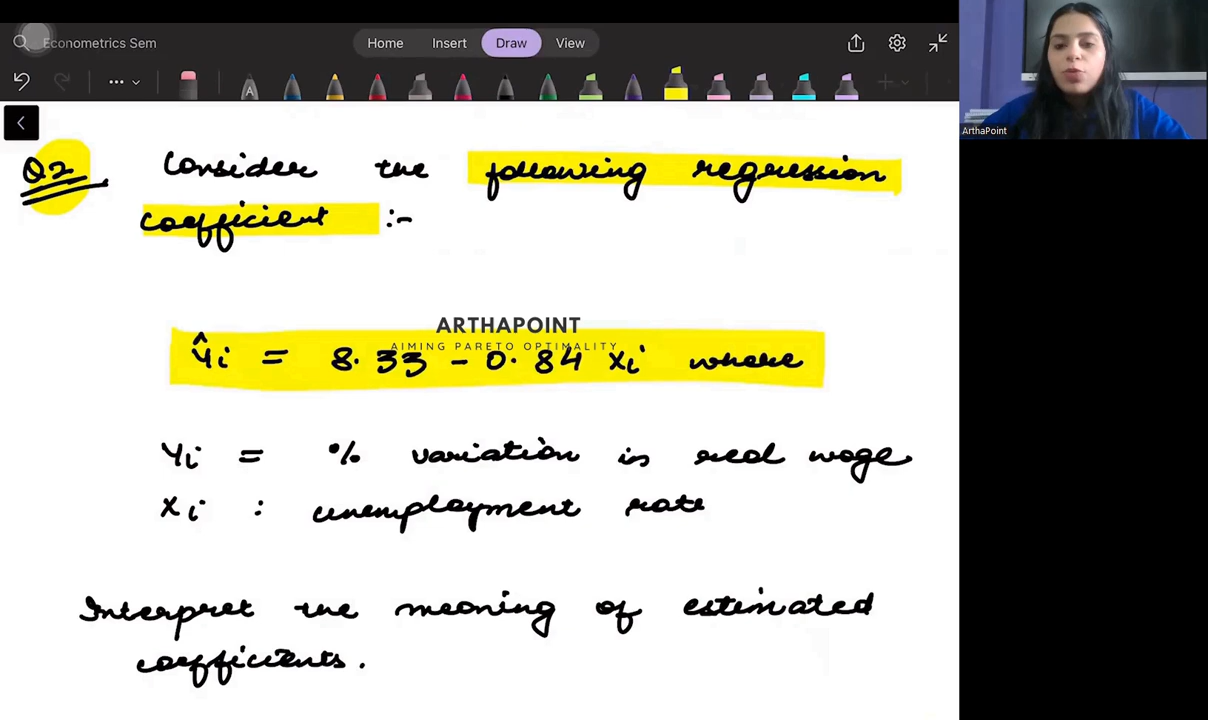 Econometrics Sem
Home Insert Draw View
A
ArthaPoint
Q2 Consider the following regression
coefficient :-
ARTHAPOINT
AIMING PARETO OPTIMALITY
Ŷi = 8.33 - 0.84 Xi where
Yi = % variation in real wage
Xi : unemployment rate
Interpret the meaning of estimated
coefficients.